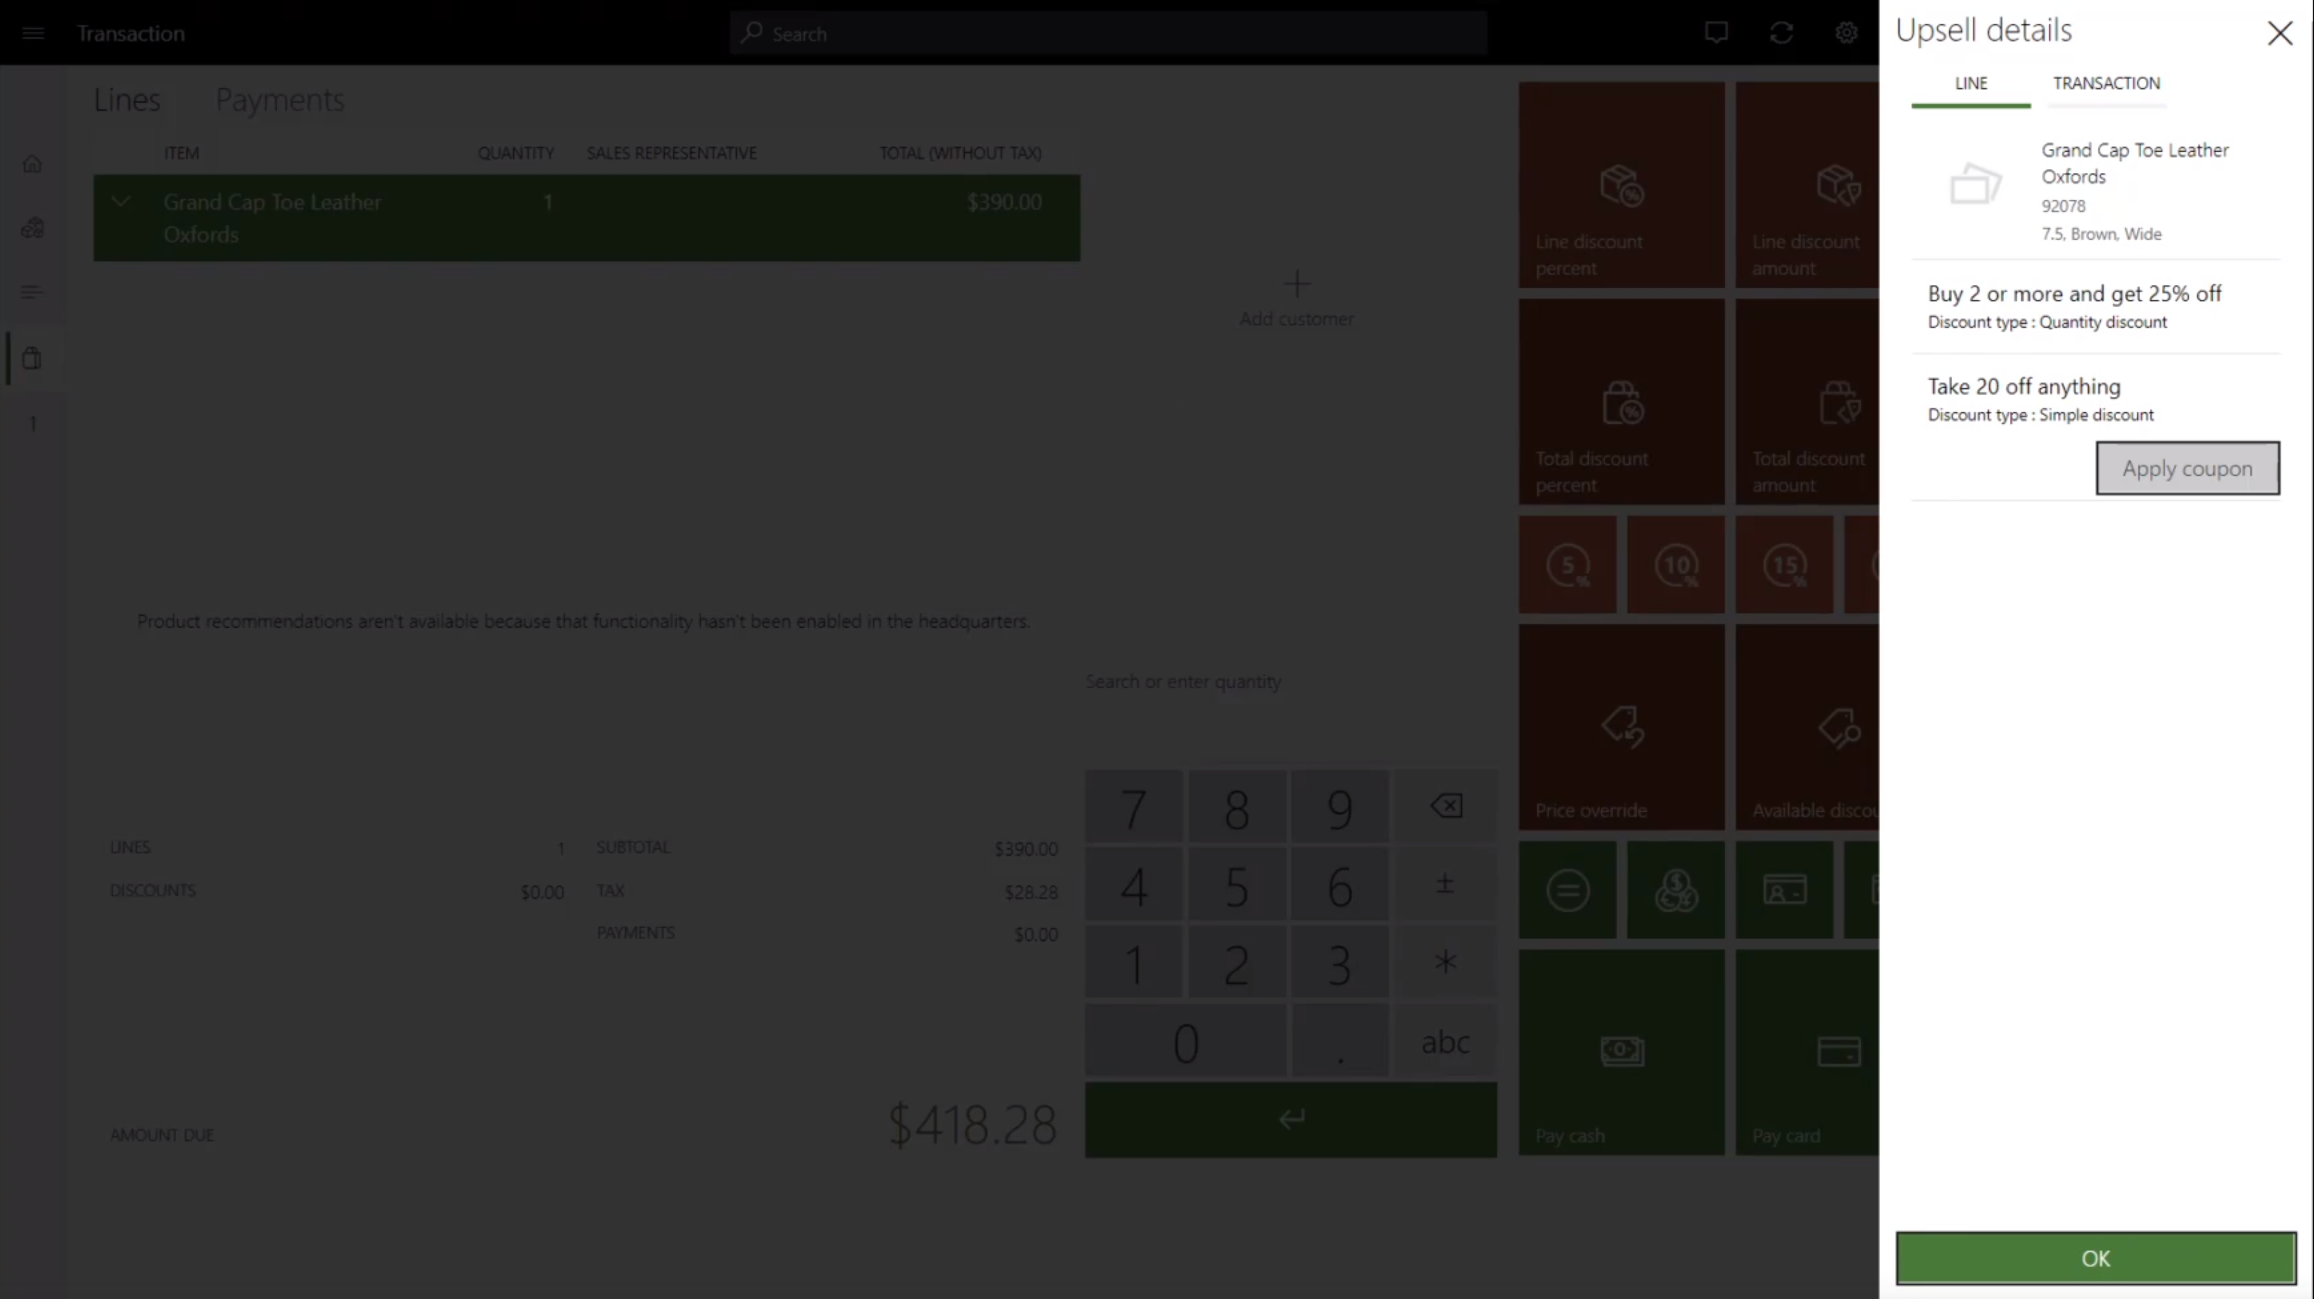 Transaction
Search
Lines
Payments
ITEM
QUANTITY
SALES REPRESENTATIVE
TOTAL (WITHOUT TAX)
Grand Cap Toe Leather
Oxfords
1
$390.00
1
Add customer
Product recommendations aren't available because that functionality hasn't been enabled in the headquarters.
Search or enter quantity
LINES
1
SUBTOTAL
$390.00
DISCOUNTS
$0.00
TAX
$28.28
PAYMENTS
$0.00
AMOUNT DUE
$418.28
7
8
9
4
5
6
±
1
2
3
*
0
.
abc
Line discount
percent
Line discount
amount
Total discount
percent
Total discount
amount
5%
10%
15%
Price override
Available discou
Pay cash
Pay card
Upsell details
LINE
TRANSACTION
Grand Cap Toe Leather
Oxfords
92078
7.5, Brown, Wide
Buy 2 or more and get 25% off
Discount type : Quantity discount
Take 20 off anything
Discount type : Simple discount
Apply coupon
OK